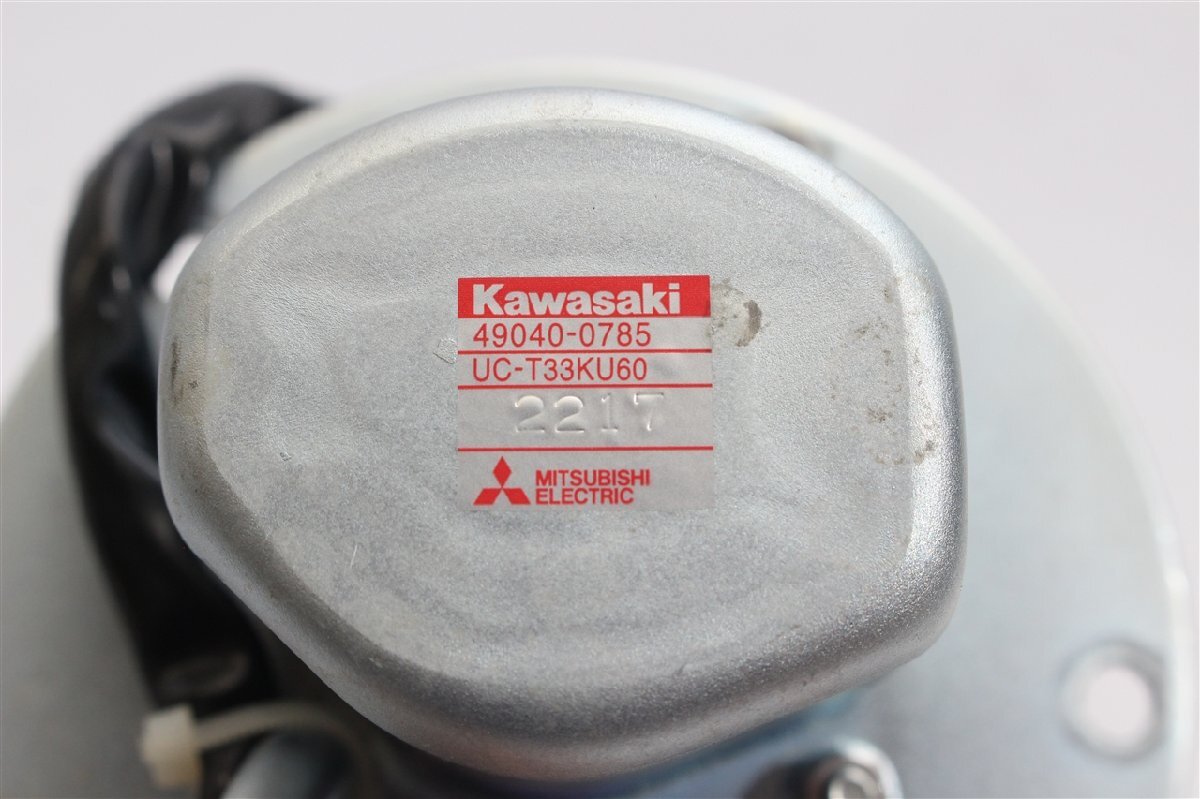 Kawasaki
49040-0785
UC-T33KU60
2217
MITSUBISHI
ELECTRIC